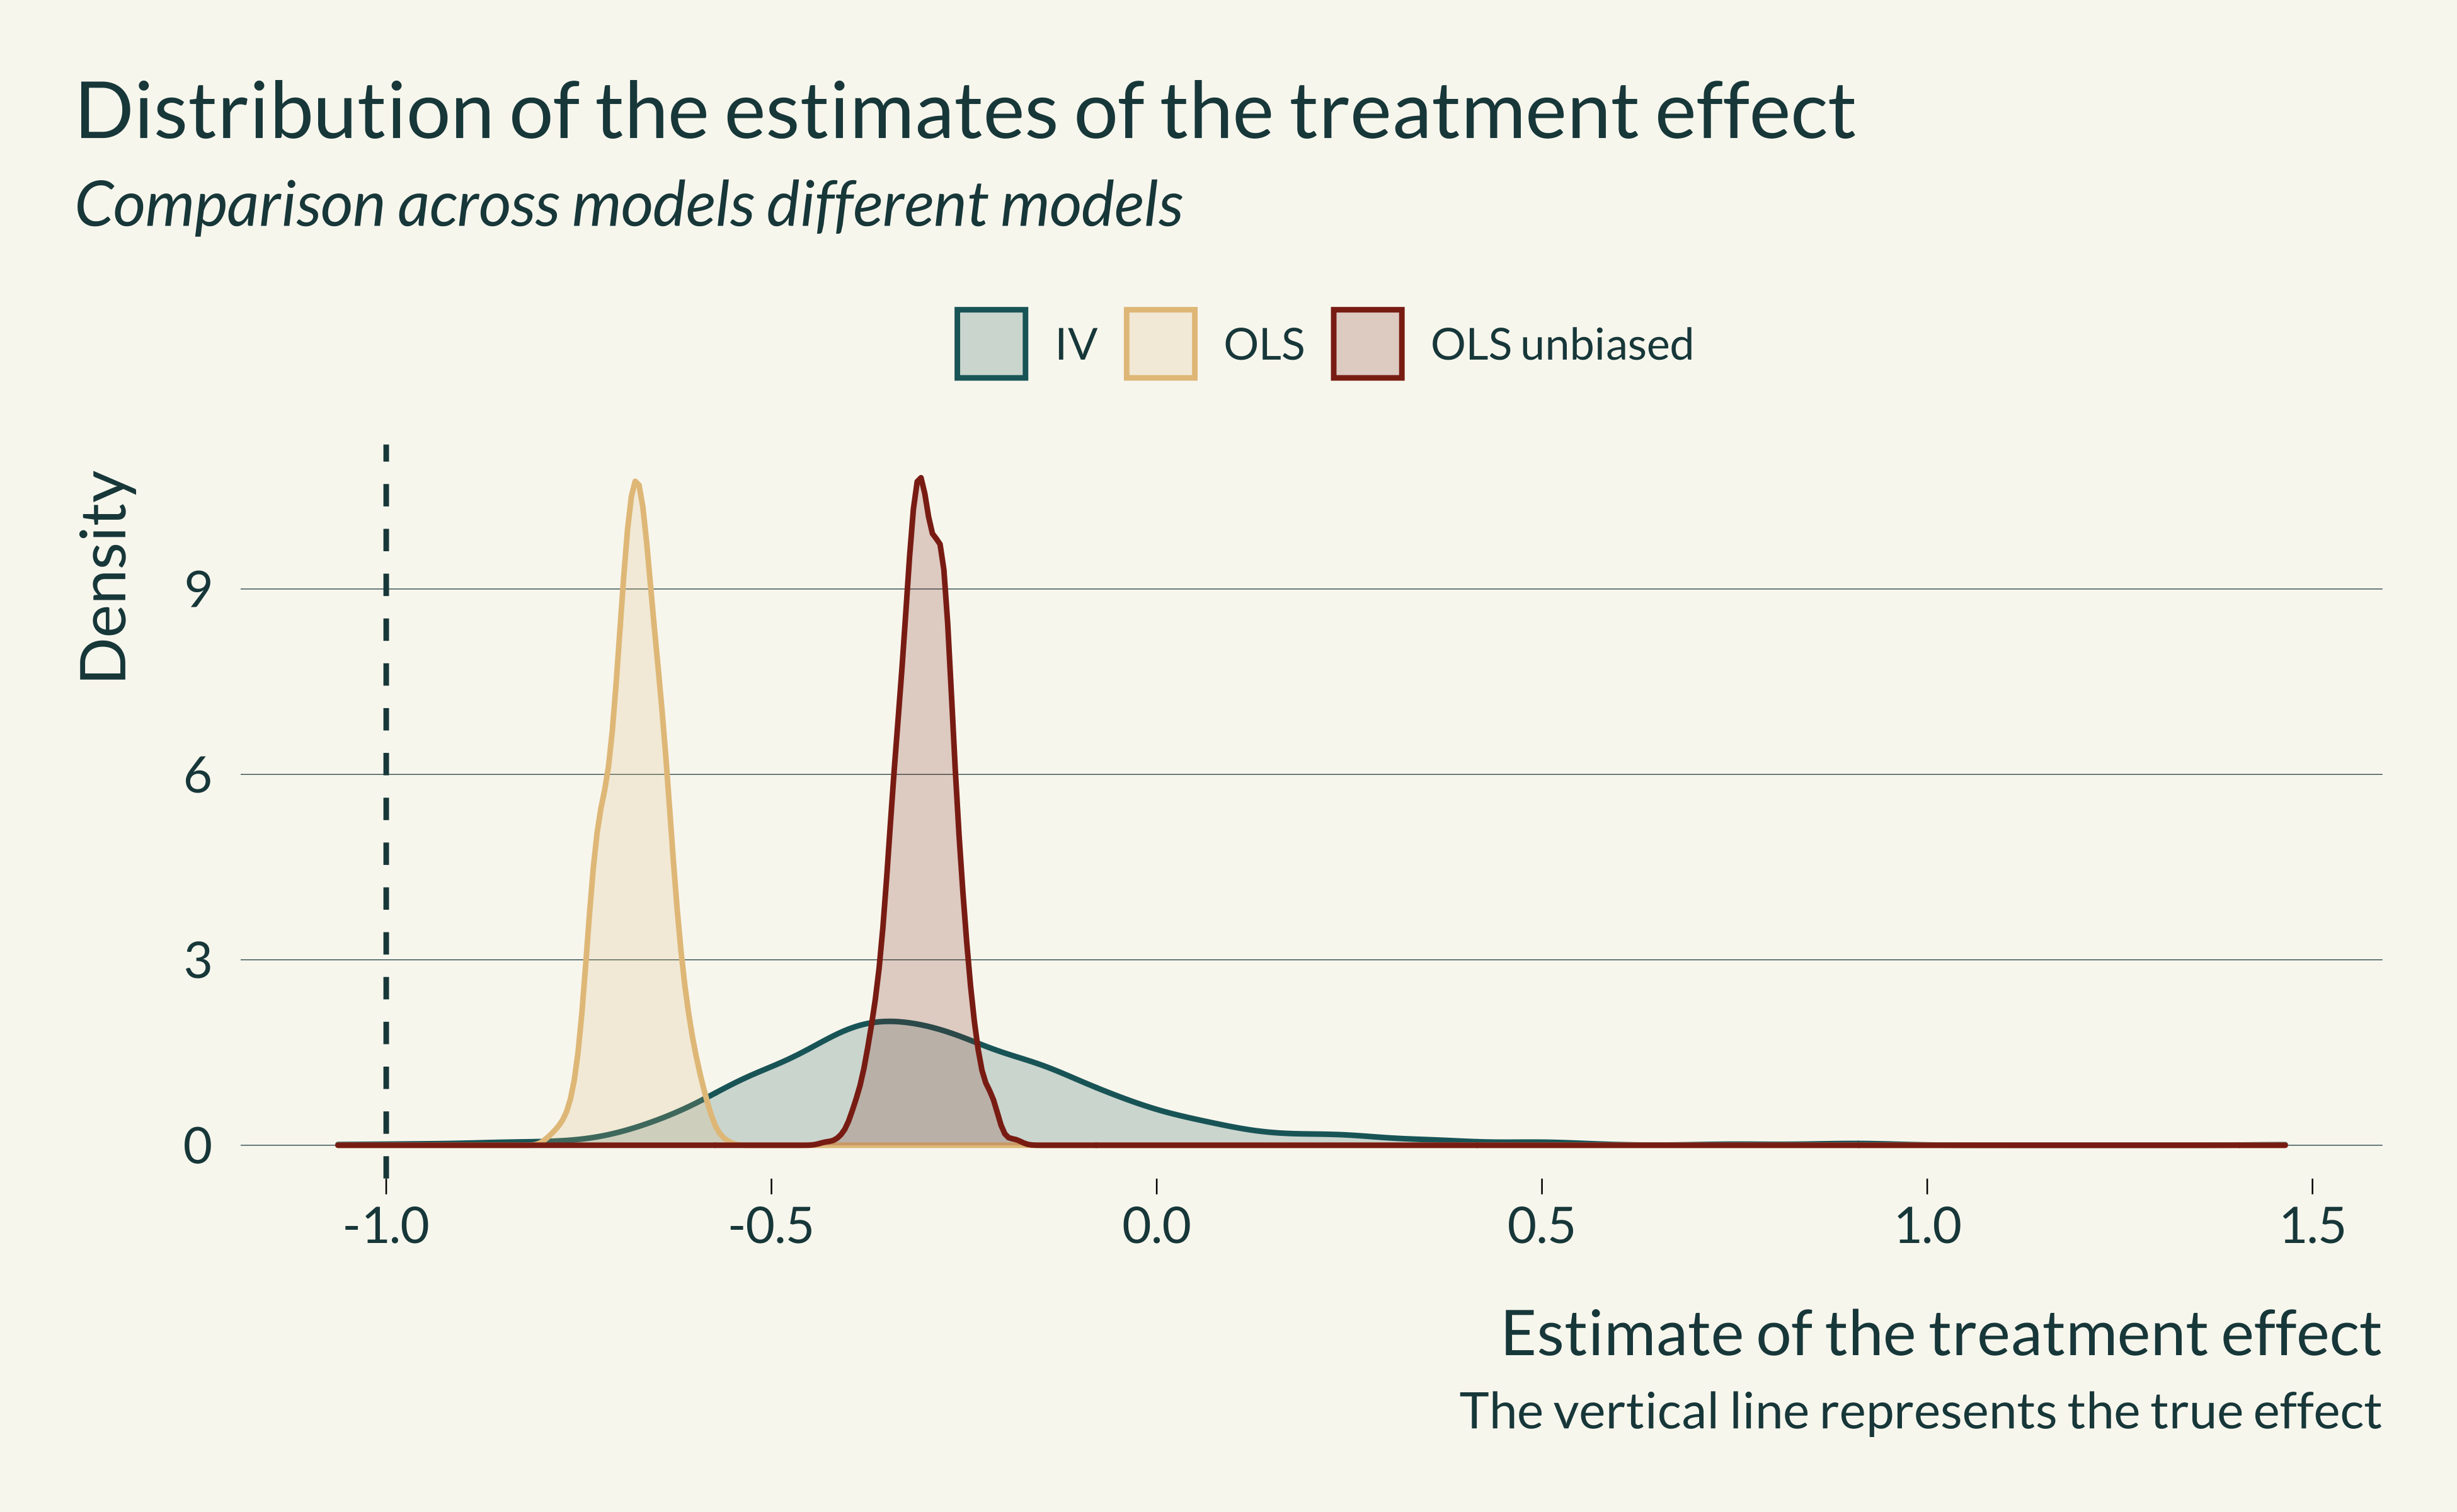 Distribution of the estimates of the treatment effect
Comparison across models different models
IV
OLS
OLS unbiased
Density
9
6
3
0
-1.0
-0.5
0.0
0.5
1.0
1.5
Estimate of the treatment effect
The vertical line represents the true effect